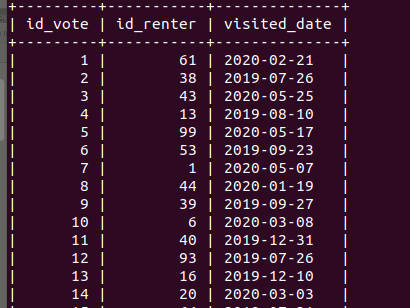 +---------+-----------+--------------+
| id_vote | id_renter | visited_date |
+---------+-----------+--------------+
| 1 | 61 | 2020-02-21 |
| 2 | 38 | 2019-07-26 |
| 3 | 43 | 2020-05-25 |
| 4 | 13 | 2019-08-10 |
| 5 | 99 | 2020-05-17 |
| 6 | 53 | 2019-09-23 |
| 7 | 1 | 2020-05-07 |
| 8 | 44 | 2020-01-19 |
| 9 | 39 | 2019-09-27 |
| 10 | 6 | 2020-03-08 |
| 11 | 40 | 2019-12-31 |
| 12 | 93 | 2019-07-26 |
| 13 | 16 | 2019-12-10 |
| 14 | 20 | 2020-03-03 |